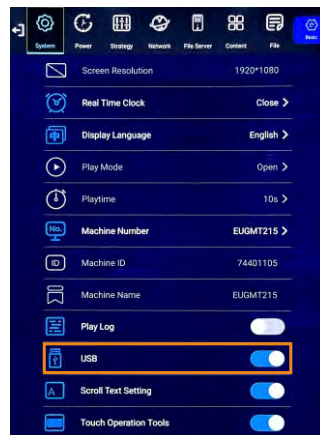 System Power Strategy Network File Server Content File Basic
Screen Resolution 1920*1080
Real Time Clock Close >
Display Language English >
Play Mode Open >
Playtime 10s >
No. Machine Number EUGMT215 >
ID Machine ID 74401105
Machine Name EUGMT215
Play Log
USB
A Scroll Text Setting
Touch Operation Tools